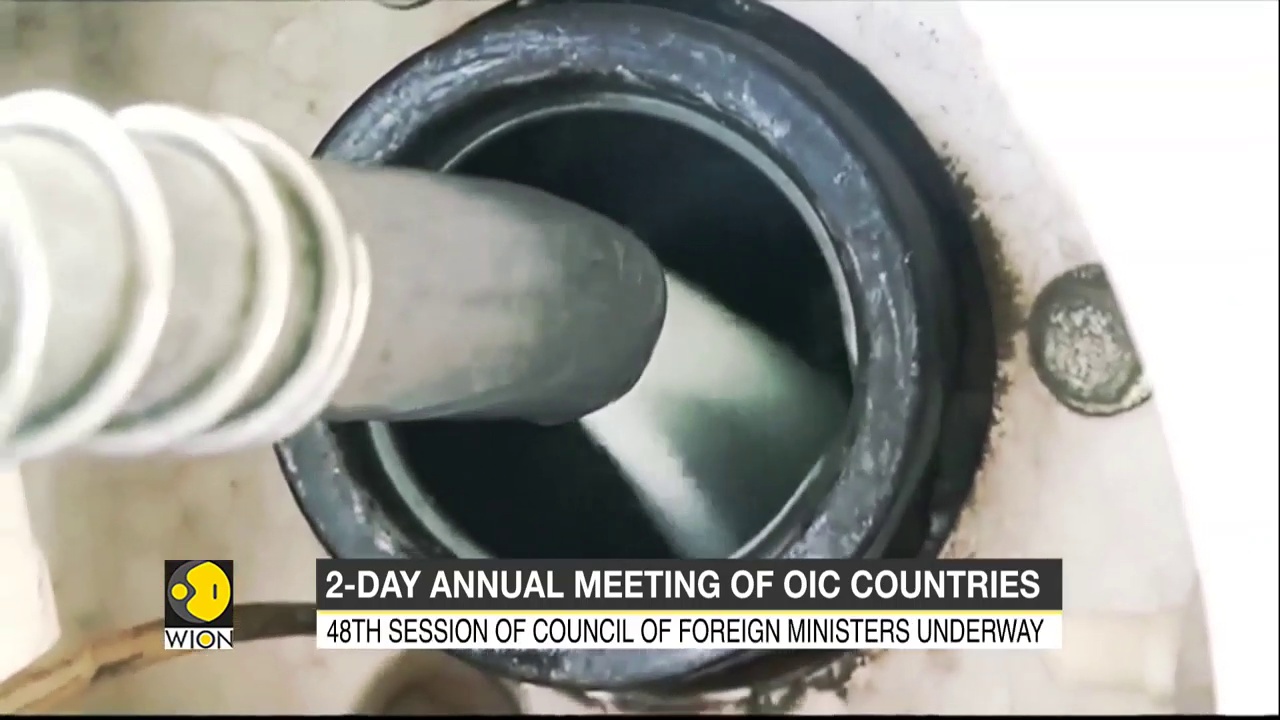 2-DAY ANNUAL MEETING OF OIC COUNTRIES
48TH SESSION OF COUNCIL OF FOREIGN MINISTERS UNDERWAY
WION